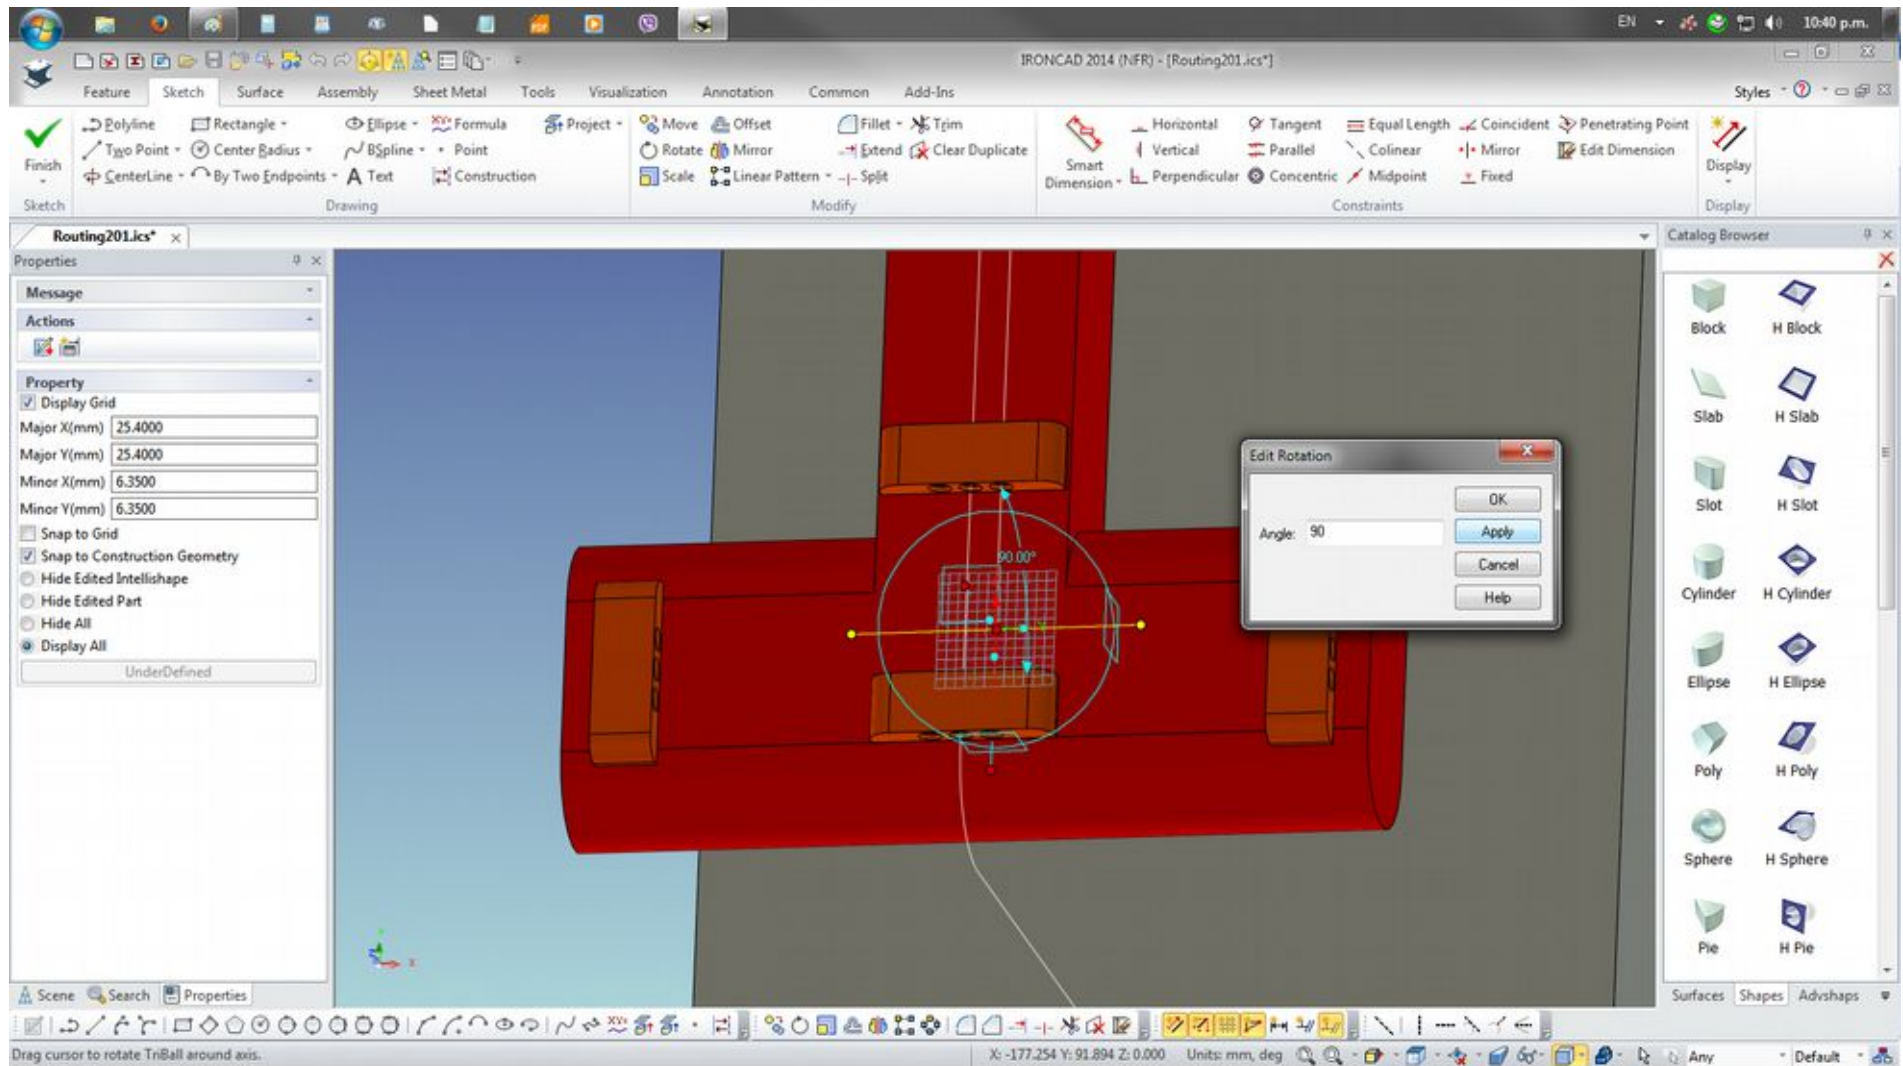 EN 10:40 p.m.
IRONCAD 2014 (NFR) - [Routing201.ics*]
Feature Sketch Surface Assembly Sheet Metal Tools Visualization Annotation Common Add-Ins Styles
Polyline Rectangle Ellipse Formula Project Move Offset Fillet Trim Horizontal Tangent Equal Length Coincident Penetrating Point
Two Point Center Radius BSpline Point Rotate Mirror Extend Clear Duplicate Vertical Parallel Colinear Mirror Edit Dimension
Finish Smart Dimension Display
CenterLine By Two Endpoints A Text Construction Scale Linear Pattern Split Perpendicular Concentric Midpoint Fixed
Sketch Drawing Modify Constraints Display
Routing201.ics* Catalog Browser
Properties
Message
Actions
Property
Display Grid
Major X(mm) 25.4000
Major Y(mm) 25.4000
Minor X(mm) 6.3500
Minor Y(mm) 6.3500
Snap to Grid
Snap to Construction Geometry
Hide Edited Intellishape
Hide Edited Part
Hide All
Display All
UnderDefined
90.00°
Edit Rotation
Angle: 90
OK
Apply
Cancel
Help
Block H Block
Slab H Slab
Slot H Slot
Cylinder H Cylinder
Ellipse H Ellipse
Poly H Poly
Sphere H Sphere
Pie H Pie
Scene Search Properties Surfaces Shapes Advshaps
Drag cursor to rotate TriBall around axis. X: -177.254 Y: 91.894 Z: 0.000 Units: mm, deg Any Default